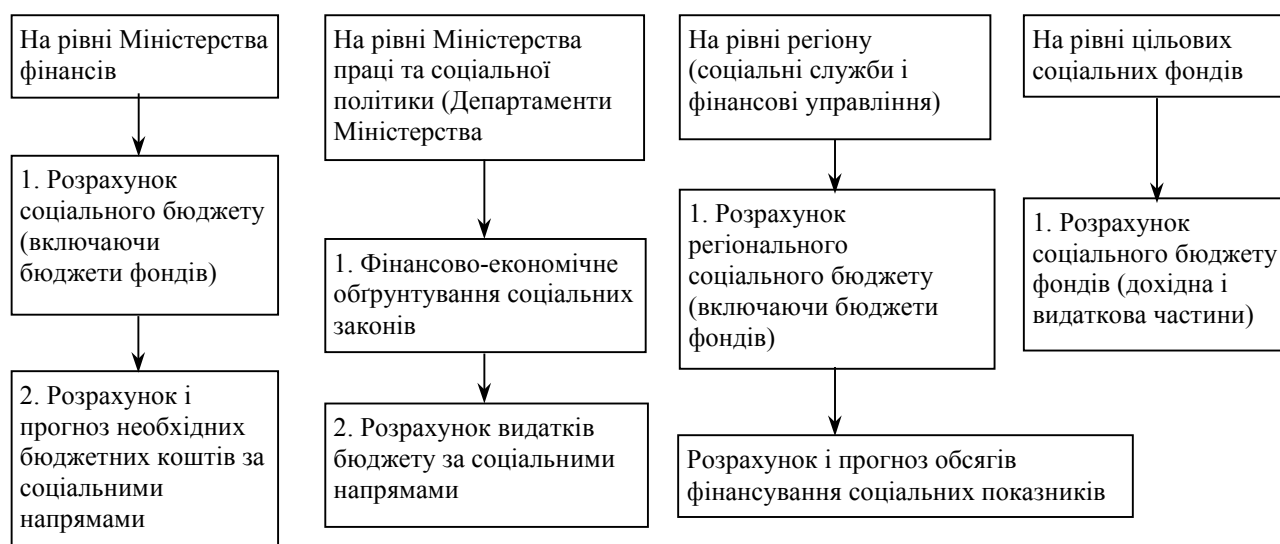 На рівні Міністерства
фінансів
1. Розрахунок
соціального бюджету
(включаючи
бюджети фондів)
2. Розрахунок і
прогноз необхідних
бюджетних коштів за
соціальними
напрямами
На рівні Міністерства
праці та соціальної
політики (Департаменти
Міністерства
1. Фінансово-економічне
обґрунтування соціальних
законів
2. Розрахунок видатків
бюджету за соціальними
напрямами
На рівні регіону
(соціальні служби і
фінансові управління)
1. Розрахунок
регіонального
соціального бюджету
(включаючи бюджети
фондів)
Розрахунок і прогноз обсягів
фінансування соціальних показників
На рівні цільових
соціальних фондів
1. Розрахунок
соціального бюджету
фондів (дохідна і
видаткова частини)